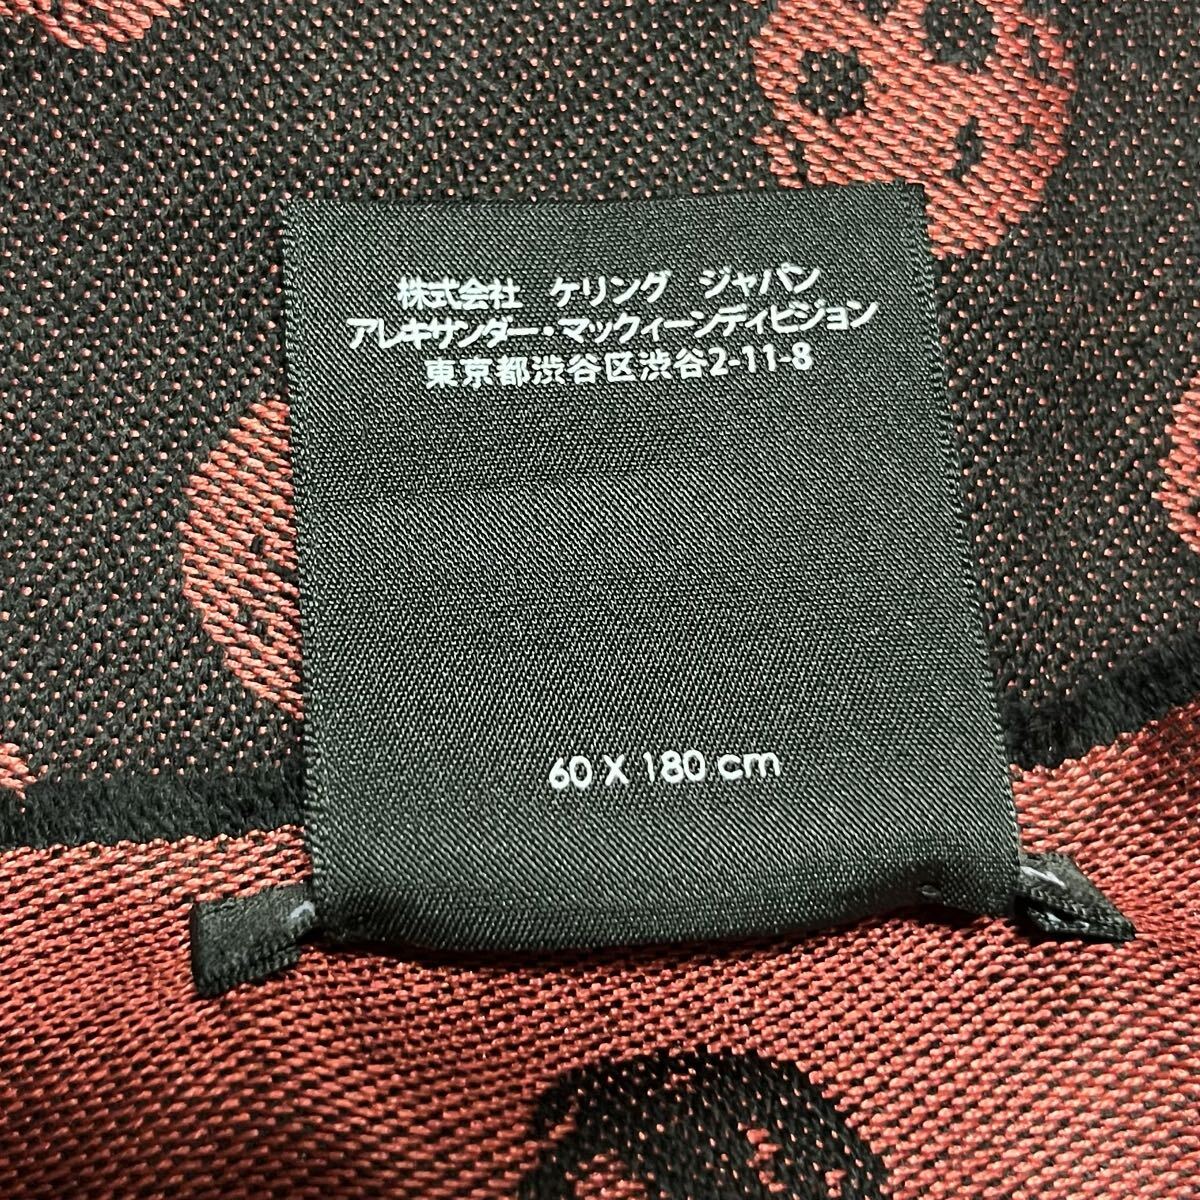 株式会社 ケリング ジャパン
アレキサンダー・マックィーンディビジョン
東京都渋谷区渋谷2-11-8
60 X 180 cm